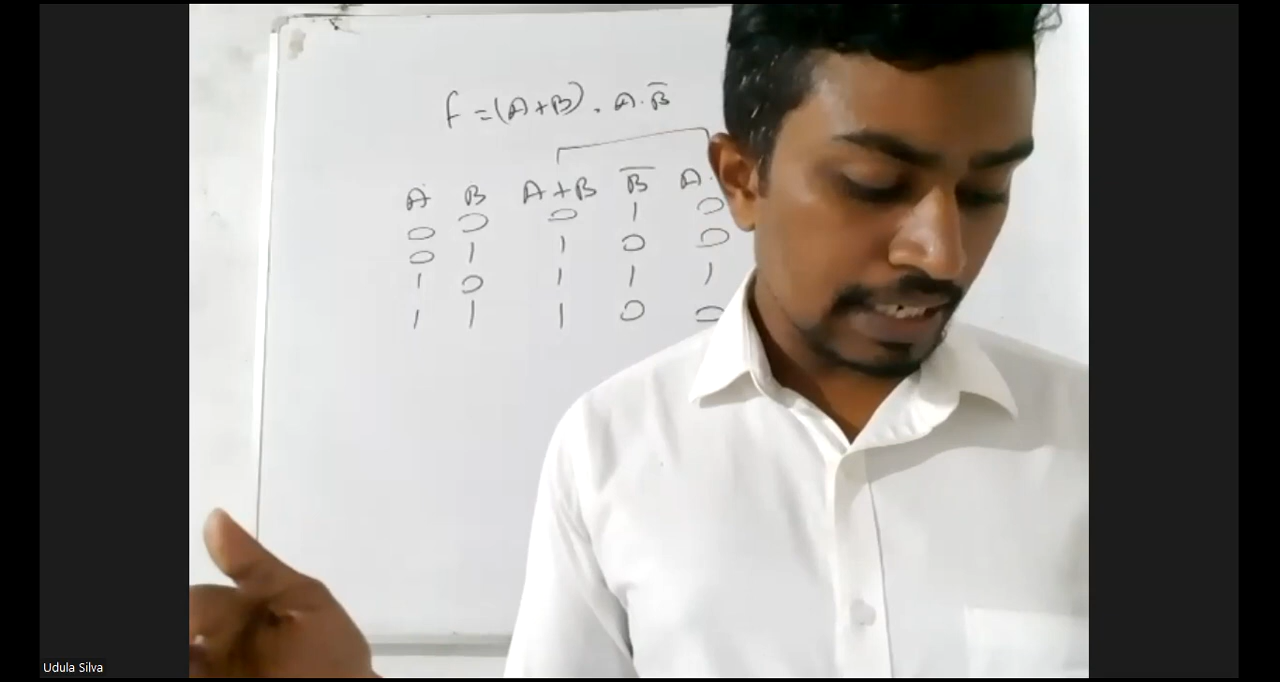 f = (A+B) . A.B̅
A B A+B B̅ A.
0 0 0 1 0
0 1 1 0 0
1 0 1 1 1
1 1 1 0 0
Udula Silva